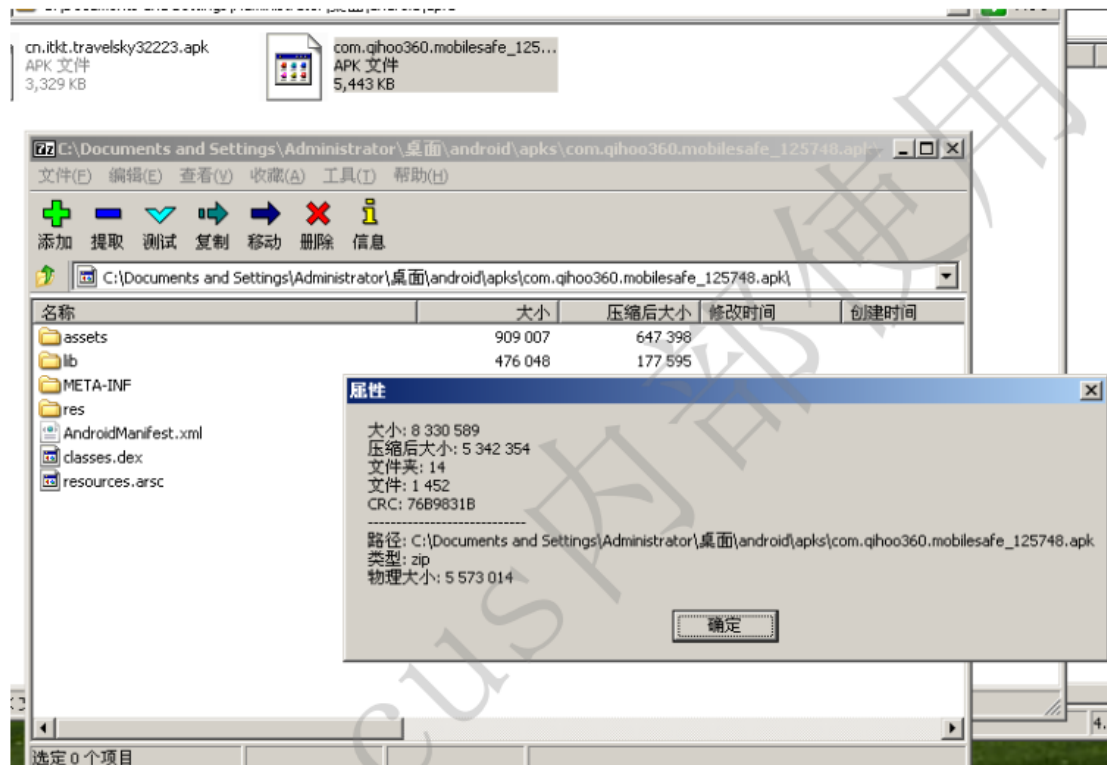 cn.itkt.travelsky32223.apk
APK 文件
3,329 KB
com.qihoo360.mobilesafe_125...
APK 文件
5,443 KB
C:\Documents and Settings\Administrator\桌面\android\apks\com.qihoo360.mobilesafe_125748.apk\
文件(F) 编辑(E) 查看(V) 收藏(A) 工具(T) 帮助(H)
添加 提取 测试 复制 移动 删除 信息
C:\Documents and Settings\Administrator\桌面\android\apks\com.qihoo360.mobilesafe_125748.apk\
名称 大小 压缩后大小 修改时间 创建时间
assets 909 007 647 398
lib 476 048 177 595
META-INF
res
AndroidManifest.xml
classes.dex
resources.arsc
属性
大小: 8 330 589
压缩后大小: 5 342 354
文件夹: 14
文件: 1 452
CRC: 76B9831B
----------------------------
路径: C:\Documents and Settings\Administrator\桌面\android\apks\com.qihoo360.mobilesafe_125748.apk
类型: zip
物理大小: 5 573 014
确定
选定 0 个项目
4.
cus内部使用